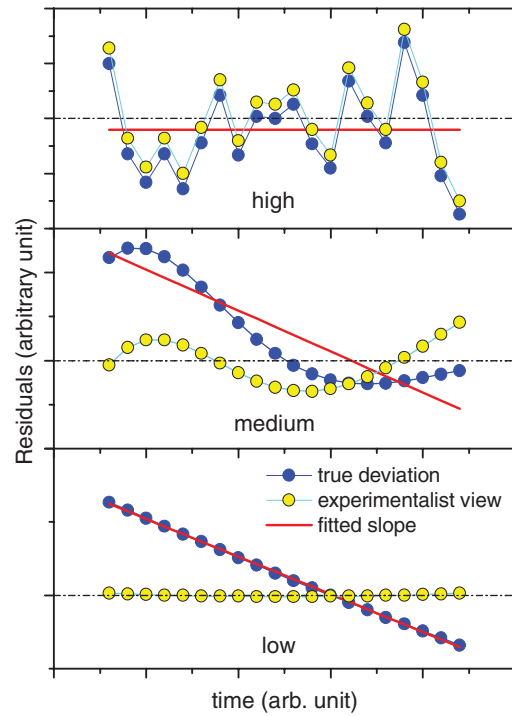 high
Residuals (arbitrary unit)
medium
true deviation
experimentalist view
fitted slope
low
time (arb. unit)